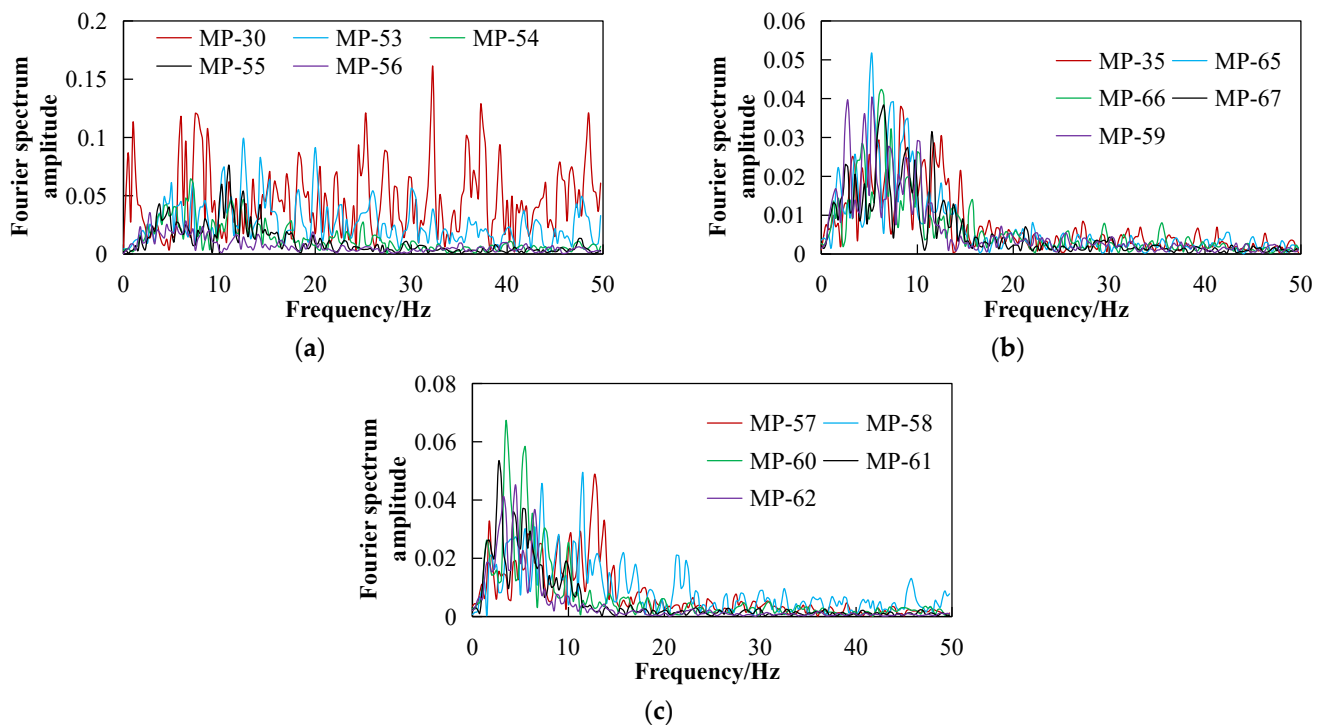 Fourier spectrum
amplitude
0.2
0.15
0.1
0.05
0
MP-30 MP-53 MP-54
MP-55 MP-56
0 10 20 30 40 50
Frequency/Hz
(a)
Fourier spectrum
amplitude
0.06
0.05
0.04
0.03
0.02
0.01
0
MP-35 MP-65
MP-66 MP-67
MP-59
0 10 20 30 40 50
Frequency/Hz
(b)
Fourier spectrum
amplitude
0.08
0.06
0.04
0.02
0
MP-57 MP-58
MP-60 MP-61
MP-62
0 10 20 30 40 50
Frequency/Hz
(c)